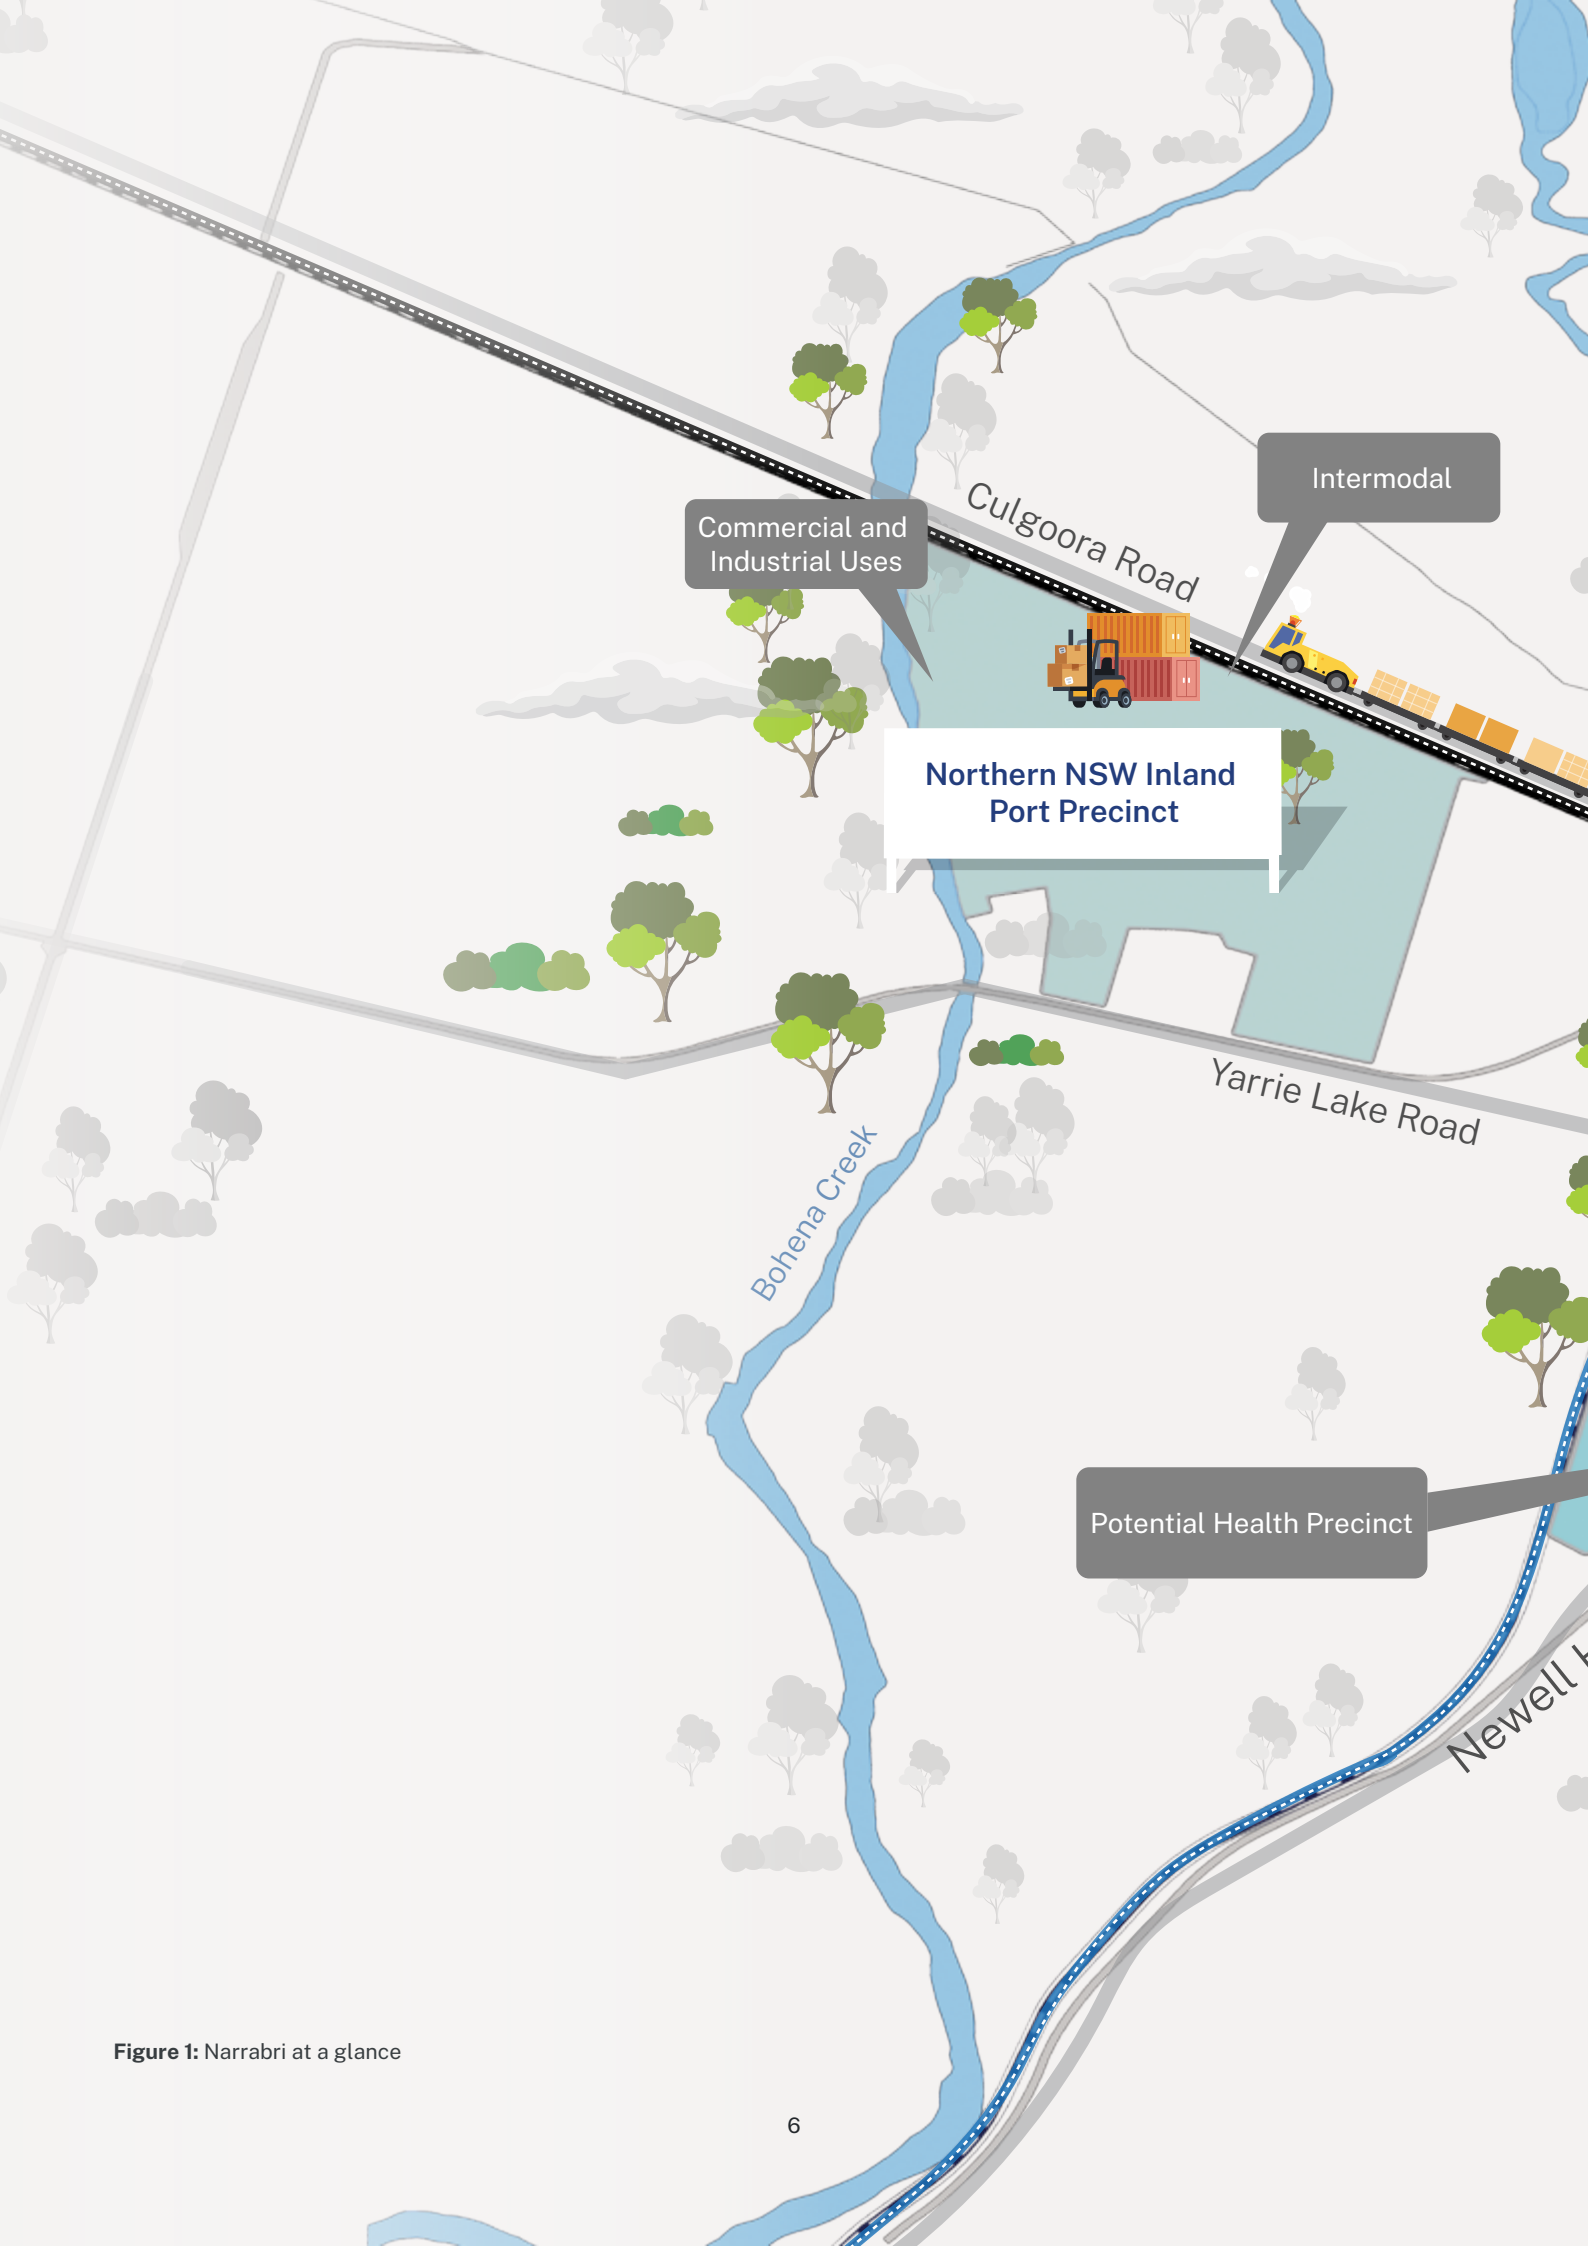 Intermodal
Culgoora Road
Commercial and
Industrial Uses
Northern NSW Inland
Port Precinct
Yarrie Lake Road
Bohena Creek
Potential Health Precinct
Newell
Figure 1: Narrabri at a glance
6